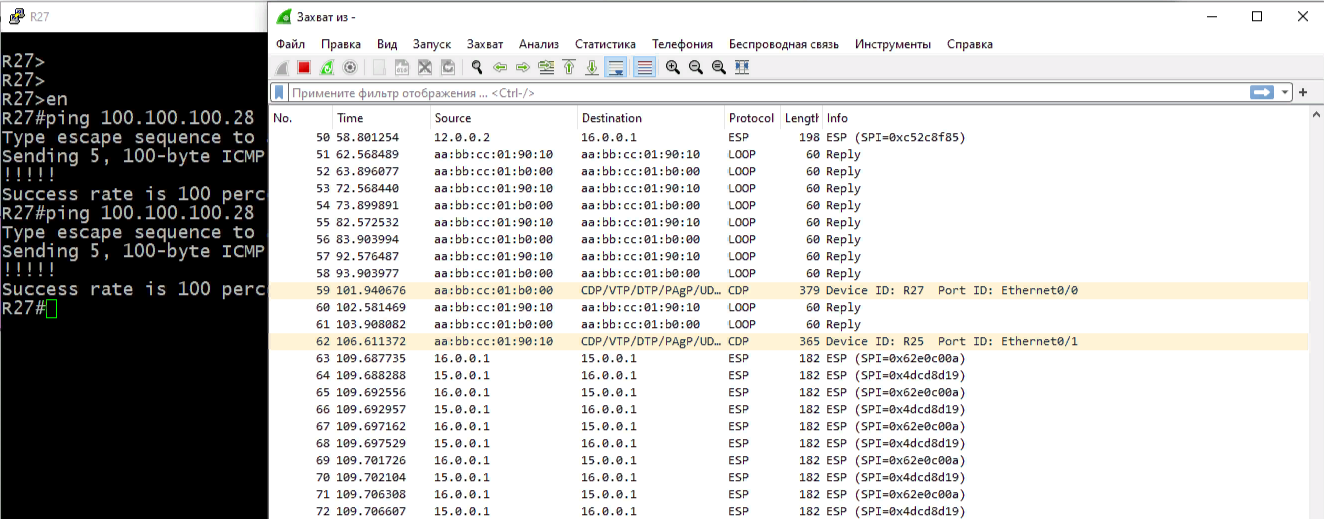 R27
R27>
R27>
R27>en
R27#ping 100.100.100.28
Type escape sequence to
Sending 5, 100-byte ICMP
!!!!!
Success rate is 100 perc
R27#ping 100.100.100.28
Type escape sequence to
Sending 5, 100-byte ICMP
!!!!!
Success rate is 100 perc
R27#
Захват из -
Файл Правка Вид Запуск Захват Анализ Статистика Телефония Беспроводная связь Инструменты Справка
Примените фильтр отображения ... <Ctrl-/>
No. Time Source Destination Protocol Length Info
50 58.801254 12.0.0.2 16.0.0.1 ESP 198 ESP (SPI=0xc52c8f85)
51 62.568489 aa:bb:cc:01:90:10 aa:bb:cc:01:90:10 LOOP 60 Reply
52 63.896077 aa:bb:cc:01:b0:00 aa:bb:cc:01:b0:00 LOOP 60 Reply
53 72.568440 aa:bb:cc:01:90:10 aa:bb:cc:01:90:10 LOOP 60 Reply
54 73.899891 aa:bb:cc:01:b0:00 aa:bb:cc:01:b0:00 LOOP 60 Reply
55 82.572532 aa:bb:cc:01:90:10 aa:bb:cc:01:90:10 LOOP 60 Reply
56 83.903994 aa:bb:cc:01:b0:00 aa:bb:cc:01:b0:00 LOOP 60 Reply
57 92.576487 aa:bb:cc:01:90:10 aa:bb:cc:01:90:10 LOOP 60 Reply
58 93.903977 aa:bb:cc:01:b0:00 aa:bb:cc:01:b0:00 LOOP 60 Reply
59 101.940676 aa:bb:cc:01:b0:00 CDP/VTP/DTP/PAgP/UD… CDP 379 Device ID: R27 Port ID: Ethernet0/0
60 102.581469 aa:bb:cc:01:90:10 aa:bb:cc:01:90:10 LOOP 60 Reply
61 103.908082 aa:bb:cc:01:b0:00 aa:bb:cc:01:b0:00 LOOP 60 Reply
62 106.611372 aa:bb:cc:01:90:10 CDP/VTP/DTP/PAgP/UD… CDP 365 Device ID: R25 Port ID: Ethernet0/1
63 109.687735 16.0.0.1 15.0.0.1 ESP 182 ESP (SPI=0x62e0c00a)
64 109.688288 15.0.0.1 16.0.0.1 ESP 182 ESP (SPI=0x4dcd8d19)
65 109.692556 16.0.0.1 15.0.0.1 ESP 182 ESP (SPI=0x62e0c00a)
66 109.692957 15.0.0.1 16.0.0.1 ESP 182 ESP (SPI=0x4dcd8d19)
67 109.697162 16.0.0.1 15.0.0.1 ESP 182 ESP (SPI=0x62e0c00a)
68 109.697529 15.0.0.1 16.0.0.1 ESP 182 ESP (SPI=0x4dcd8d19)
69 109.701726 16.0.0.1 15.0.0.1 ESP 182 ESP (SPI=0x62e0c00a)
70 109.702104 15.0.0.1 16.0.0.1 ESP 182 ESP (SPI=0x4dcd8d19)
71 109.706308 16.0.0.1 15.0.0.1 ESP 182 ESP (SPI=0x62e0c00a)
72 109.706607 15.0.0.1 16.0.0.1 ESP 182 ESP (SPI=0x4dcd8d19)